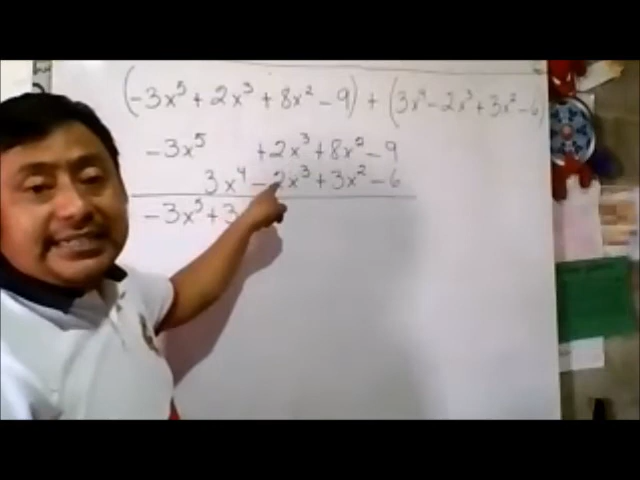 (-3x⁵ + 2x³ + 8x² - 9) + (3x⁴ - 2x³ + 3x² - 6)
-3x⁵ +2x³ + 8x² - 9
3x⁴ - 2x³ + 3x² - 6
-3x⁵ + 3